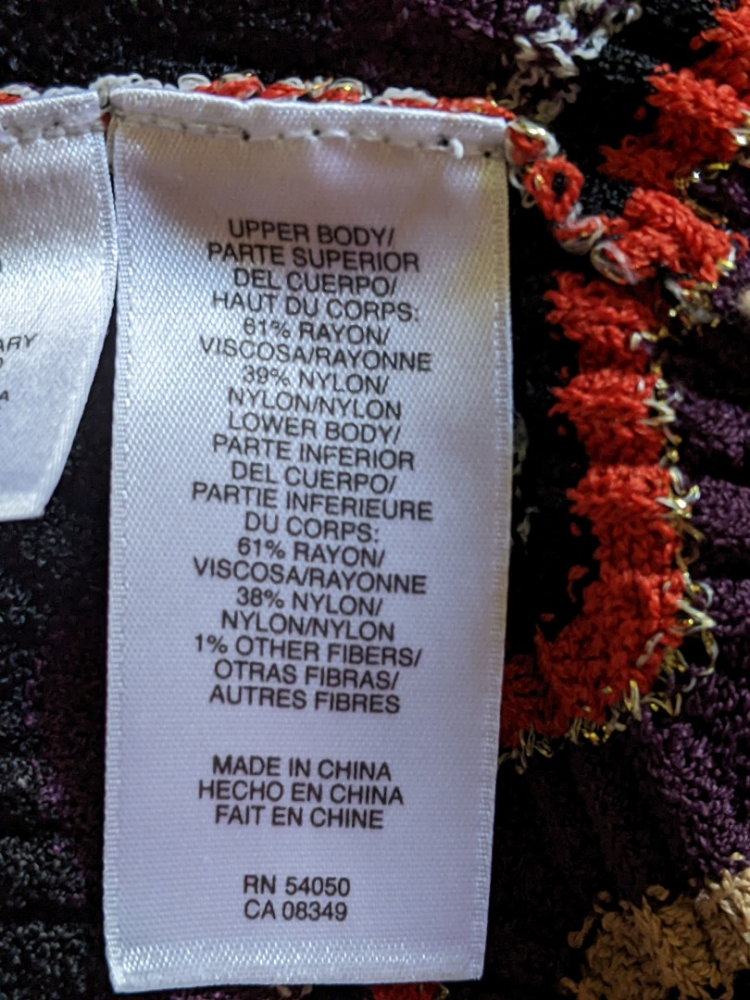 UPPER BODY/
PARTE SUPERIOR
DEL CUERPO/
HAUT DU CORPS:
61% RAYON/
VISCOSA/RAYONNE
39% NYLON/
NYLON/NYLON
LOWER BODY/
PARTE INFERIOR
DEL CUERPO/
PARTIE INFERIEURE
DU CORPS:
61% RAYON/
VISCOSA/RAYONNE
38% NYLON/
NYLON/NYLON
1% OTHER FIBERS/
OTRAS FIBRAS/
AUTRES FIBRES
MADE IN CHINA
HECHO EN CHINA
FAIT EN CHINE
RN 54050
CA 08349